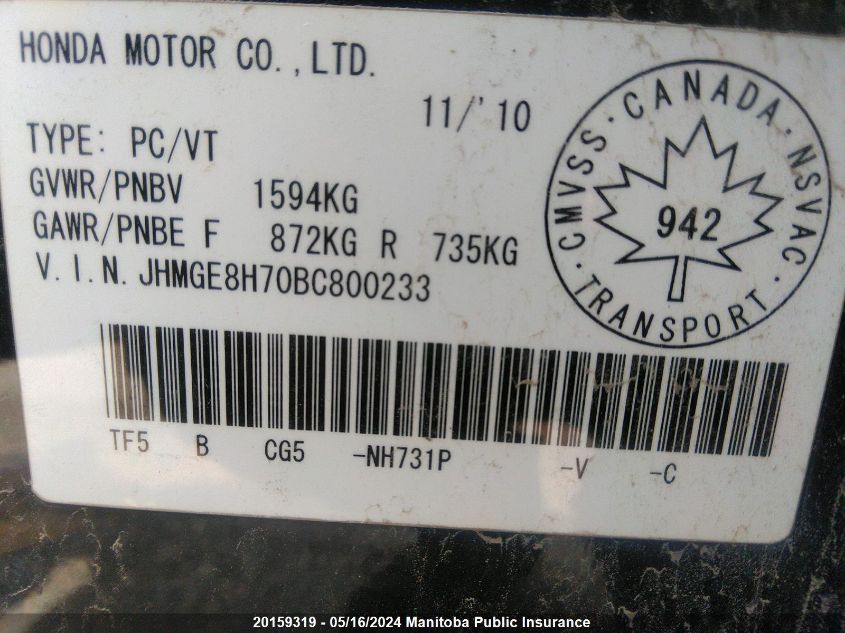 HONDA MOTOR CO.,LTD.
11/'10
TYPE: PC/VT
GVWR/PNBV 1594KG
GAWR/PNBE F 872KG R 735KG
V.I.N. JHMGE8H70BC800233
CANADA · NSVAC · TRANSPORT · CMVSS ·
942
TF5 B CG5 -NH731P -V -C
20159319 - 05/16/2024 Manitoba Public Insurance